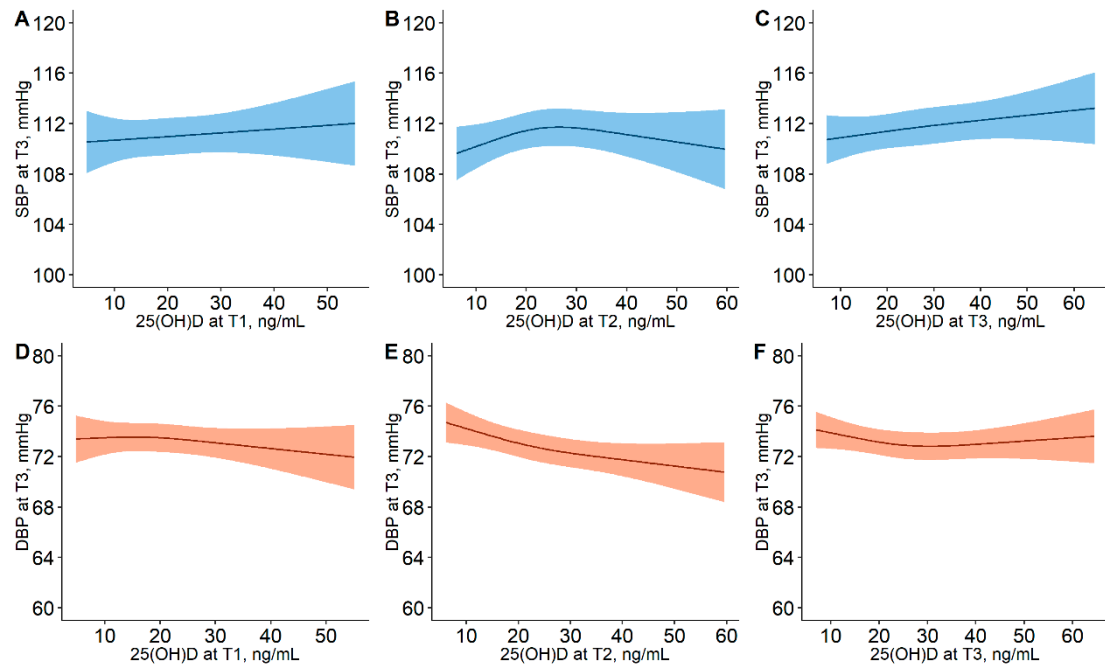 A
SBP at T3, mmHg
120
116
112
108
104
100
10 20 30 40 50
25(OH)D at T1, ng/mL
B
SBP at T3, mmHg
120
116
112
108
104
100
10 20 30 40 50 60
25(OH)D at T2, ng/mL
C
SBP at T3, mmHg
120
116
112
108
104
100
10 20 30 40 50 60
25(OH)D at T3, ng/mL
D
DBP at T3, mmHg
80
76
72
68
64
60
10 20 30 40 50
25(OH)D at T1, ng/mL
E
DBP at T3, mmHg
80
76
72
68
64
60
10 20 30 40 50 60
25(OH)D at T2, ng/mL
F
DBP at T3, mmHg
80
76
72
68
64
60
10 20 30 40 50 60
25(OH)D at T3, ng/mL